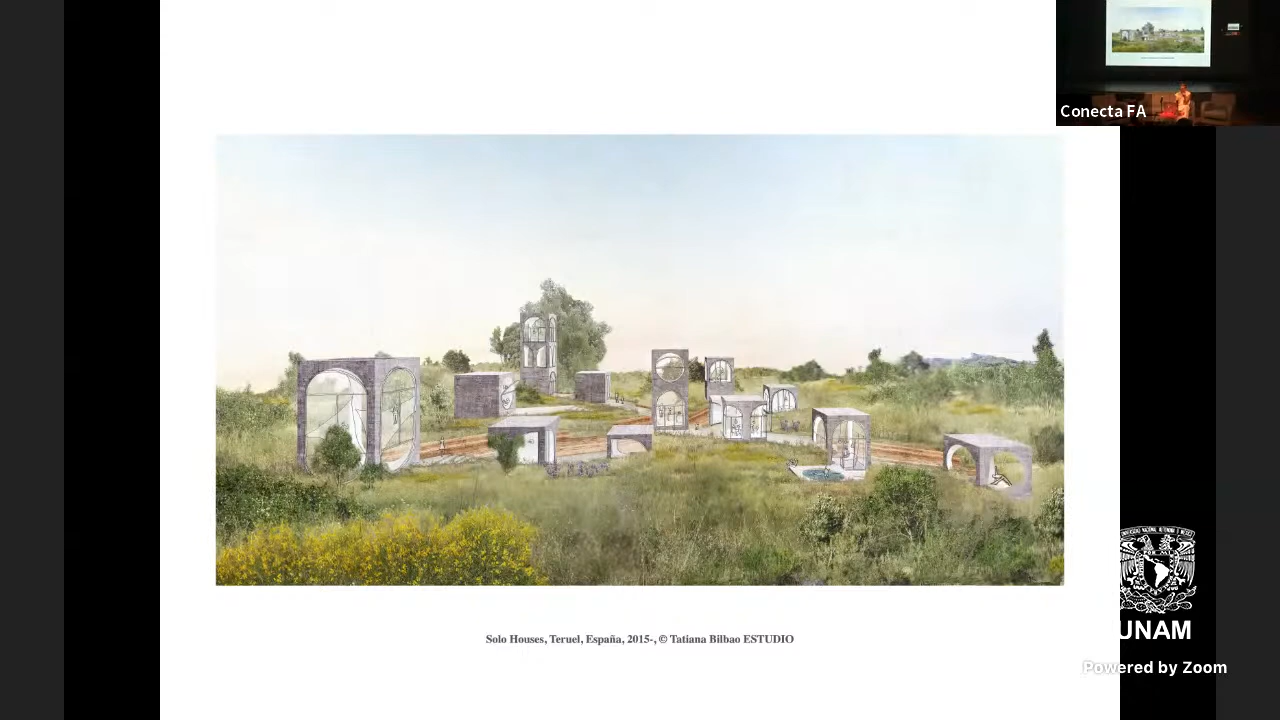 Conecta FA
Solo Houses, Teruel, España, 2015-, © Tatiana Bilbao ESTUDIO
UNAM
Powered by Zoom